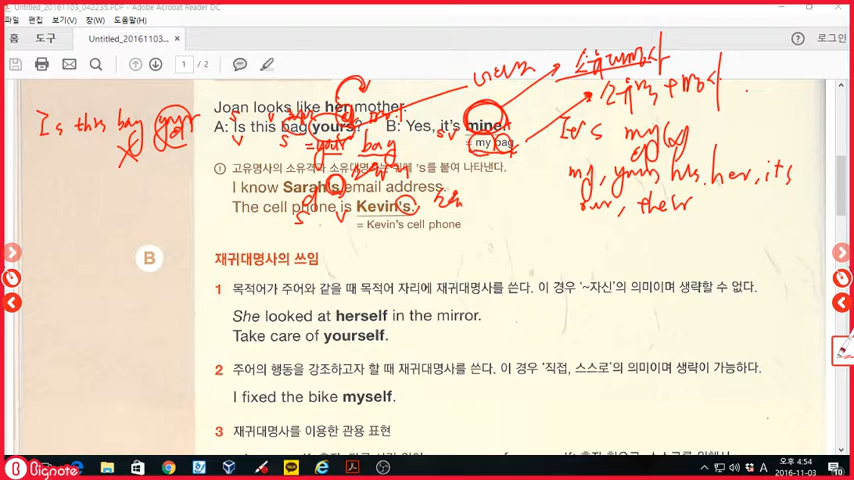 Untitled_20161103_042235.PDF - Adobe Acrobat Reader DC
파일 편집 보기(V) 창(W) 도움말(H)
홈 도구 Untitled_20161103... × ? 로그인
1 / 2
Joan looks like her mother.
A: Is this bag yours? B: Yes, it's mine.
= your bag = my bag
Is this bag your
It's my
my, your, his, her, its
our, their
소유대명사
소유격 + 명사
고유명사의 소유격과 소유대명사는 뒤에 's를 붙여 나타낸다.
I know Sarah's email address.
The cell phone is Kevin's.
= Kevin's cell phone
B 재귀대명사의 쓰임
1 목적어가 주어와 같을 때 목적어 자리에 재귀대명사를 쓴다. 이 경우 '~자신'의 의미이며 생략할 수 없다.
She looked at herself in the mirror.
Take care of yourself.
2 주어의 행동을 강조하고자 할 때 재귀대명사를 쓴다. 이 경우 '직접, 스스로'의 의미이며 생략이 가능하다.
I fixed the bike myself.
3 재귀대명사를 이용한 관용 표현
Bignote
A 오후 4:54
2016-11-03